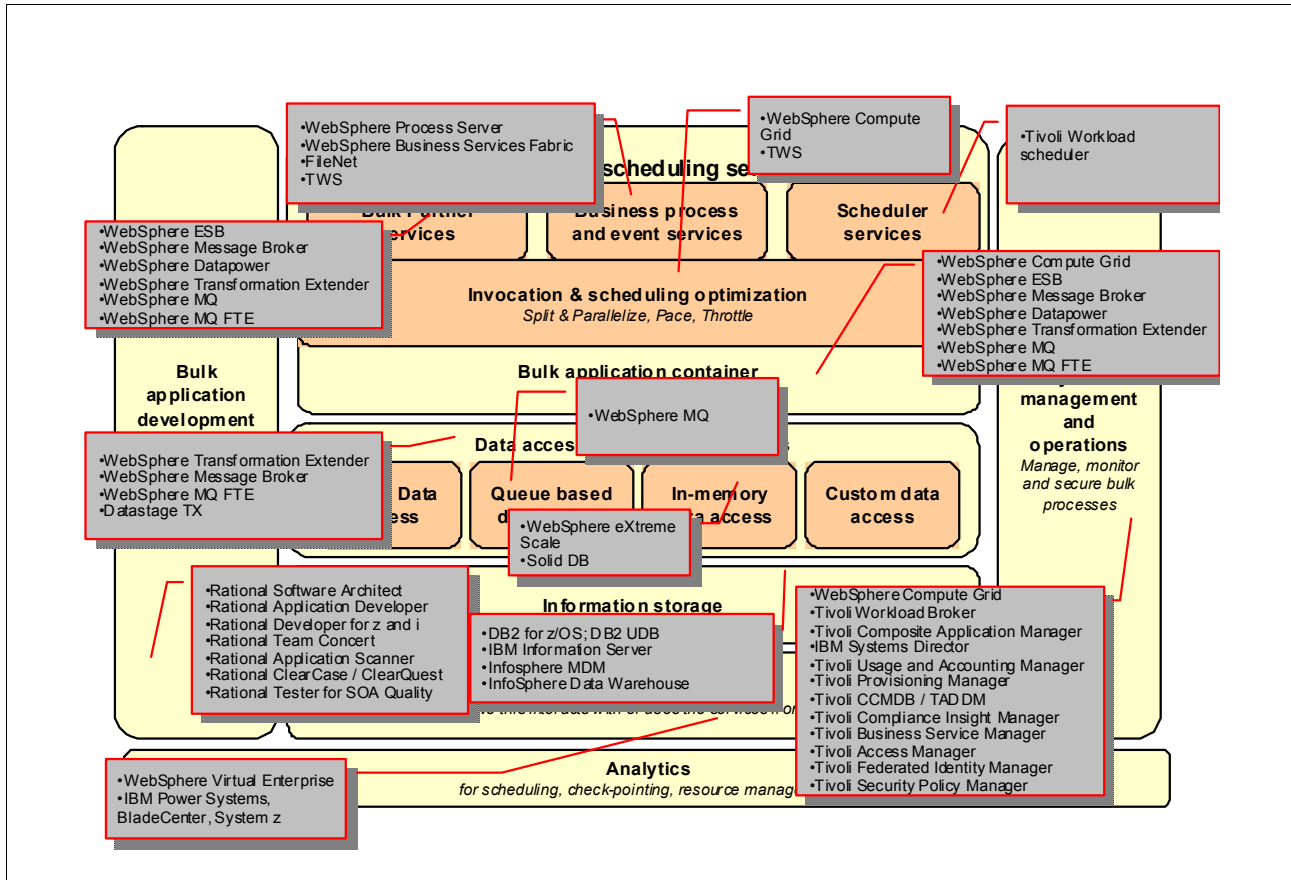 •WebSphere Process Server
•WebSphere Business Services Fabric
•FileNet
•TWS
•WebSphere Compute
Grid
•TWS
•Tivoli Workload
scheduler
scheduling
Bulk Partner
services
Business process
and event services
Scheduler
services
•WebSphere ESB
•WebSphere Message Broker
•WebSphere Datapower
•WebSphere Transformation Extender
•WebSphere MQ
•WebSphere MQ FTE
Invocation & scheduling optimization
Split & Parallelize, Pace, Throttle
•WebSphere Compute Grid
•WebSphere ESB
•WebSphere Message Broker
•WebSphere Datapower
•WebSphere Transformation Extender
•WebSphere MQ
•WebSphere MQ FTE
Bulk
application
development
Bulk application container
•WebSphere MQ
management
and
operations
Manage, monitor
and secure bulk
processes
Data access
•WebSphere Transformation Extender
•WebSphere Message Broker
•WebSphere MQ FTE
•Datastage TX
Data
Queue based
In-memory
access
Custom data
access
•WebSphere eXtreme
Scale
•Solid DB
Information storage
•Rational Software Architect
•Rational Application Developer
•Rational Developer for z and i
•Rational Team Concert
•Rational Application Scanner
•Rational ClearCase / ClearQuest
•Rational Tester for SOA Quality
•DB2 for z/OS; DB2 UDB
•IBM Information Server
•Infosphere MDM
•InfoSphere Data Warehouse
•WebSphere Compute Grid
•Tivoli Workload Broker
•Tivoli Composite Application Manager
•IBM Systems Director
•Tivoli Usage and Accounting Manager
•Tivoli Provisioning Manager
•Tivoli CCMDB / TADDM
•Tivoli Compliance Insight Manager
•Tivoli Business Service Manager
•Tivoli Access Manager
•Tivoli Federated Identity Manager
•Tivoli Security Policy Manager
Analytics
for scheduling, check-pointing, resource
•WebSphere Virtual Enterprise
•IBM Power Systems,
BladeCenter, System z